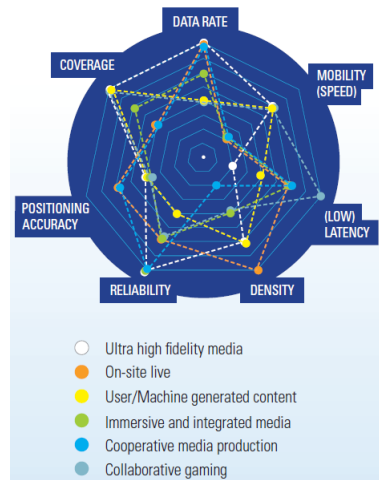 DATA RATE
COVERAGE
MOBILITY
(SPEED)
POSITIONING
ACCURACY
(LOW)
LATENCY
RELIABILITY
DENSITY
Ultra high fidelity media
On-site live
User/Machine generated content
Immersive and integrated media
Cooperative media production
Collaborative gaming